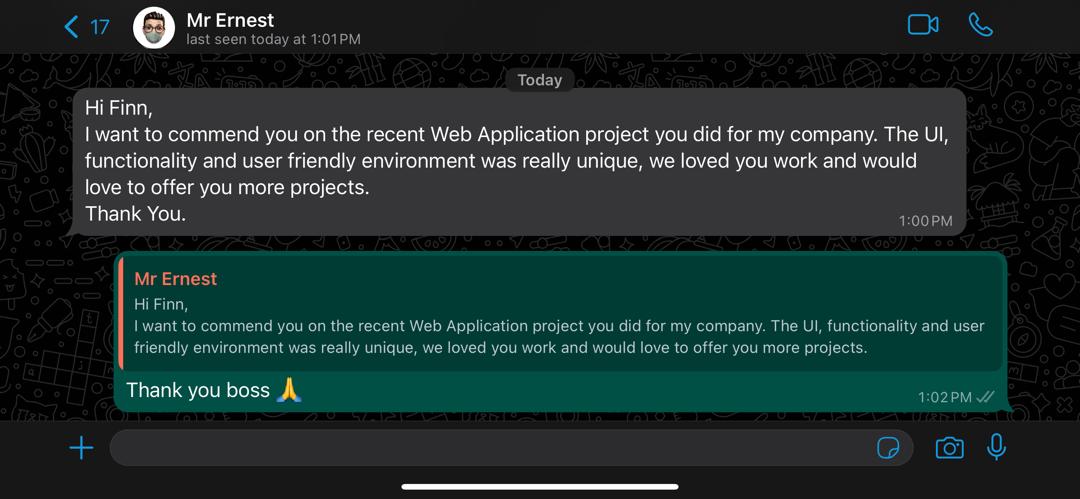 17
Mr Ernest
last seen today at 1:01 PM
Today
Hi Finn,
I want to commend you on the recent Web Application project you did for my company. The UI,
functionality and user friendly environment was really unique, we loved you work and would
love to offer you more projects.
Thank You.
1:00 PM
Mr Ernest
Hi Finn,
I want to commend you on the recent Web Application project you did for my company. The UI, functionality and user
friendly environment was really unique, we loved you work and would love to offer you more projects.
Thank you boss 🙏
1:02 PM